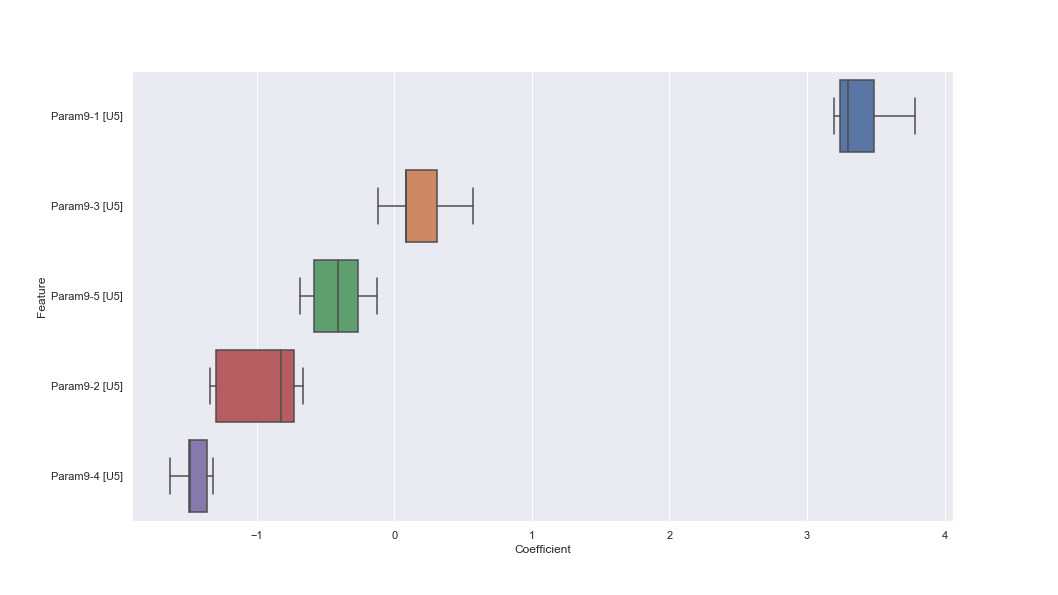 Param9-1 [U5]
Param9-3 [U5]
Feature
Param9-5 [U5]
Param9-2 [U5]
Param9-4 [U5]
−1 0 1 2 3 4
Coefficient